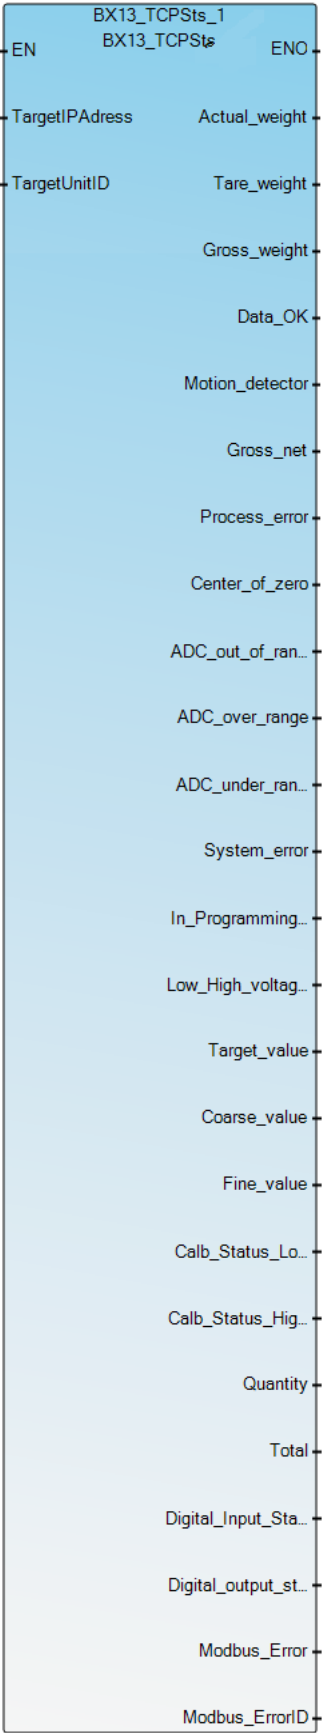 BX13_TCPSts_1
BX13_TCPSts
EN ENO
TargetIPAdress Actual_weight
TargetUnitID Tare_weight
Gross_weight
Data_OK
Motion_detector
Gross_net
Process_error
Center_of_zero
ADC_out_of_ran...
ADC_over_range
ADC_under_ran...
System_error
In_Programming...
Low_High_voltag...
Target_value
Coarse_value
Fine_value
Calb_Status_Lo...
Calb_Status_Hig...
Quantity
Total
Digital_Input_Sta...
Digital_output_st...
Modbus_Error
Modbus_ErrorID